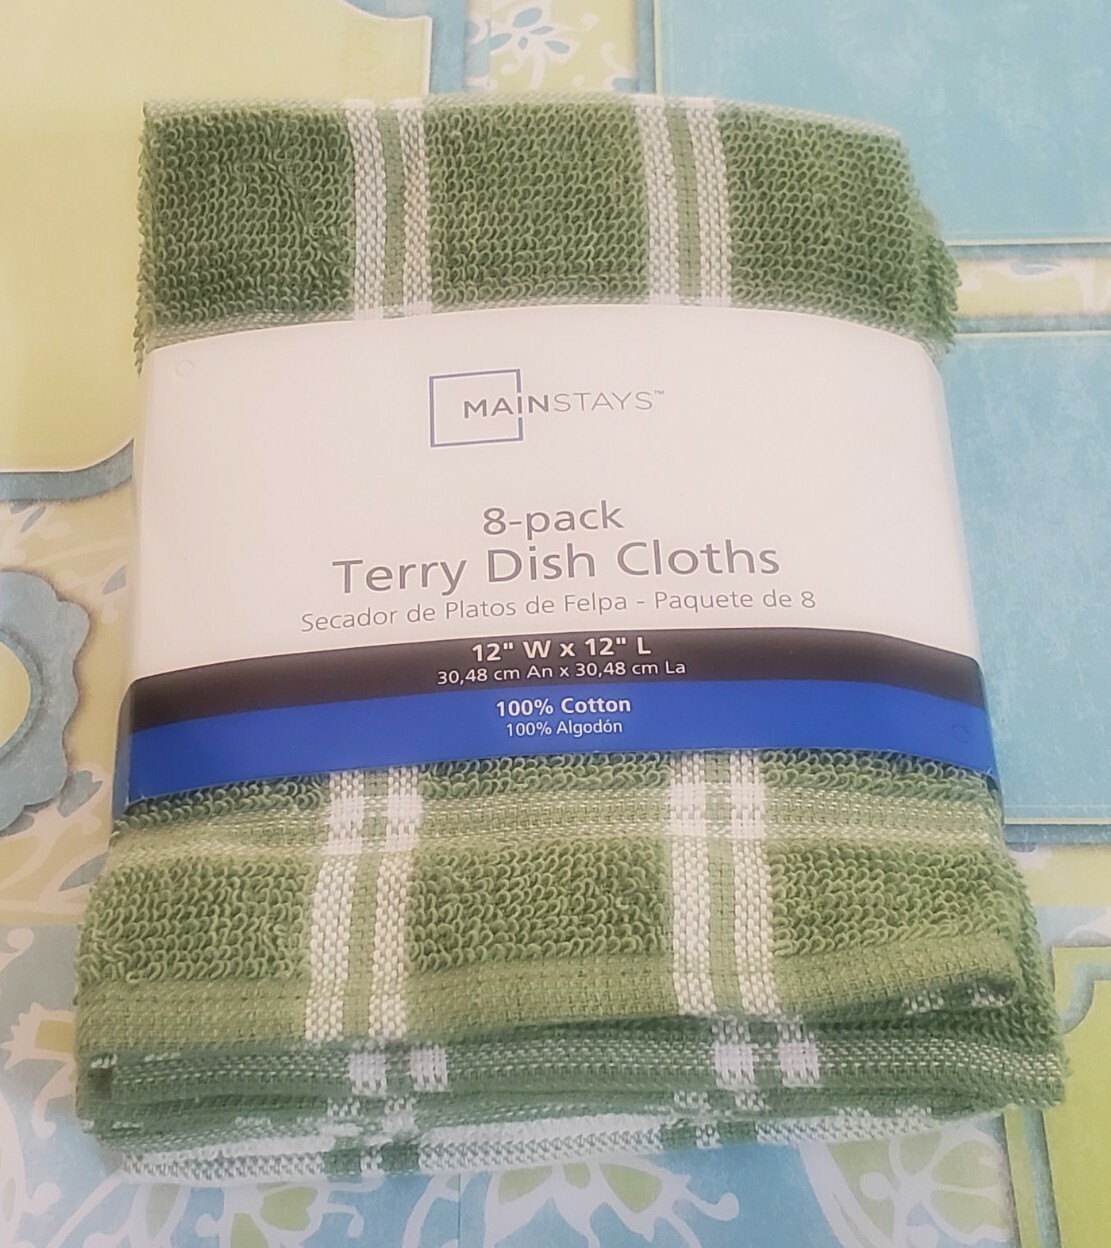 MAINSTAYS™
8-pack
Terry Dish Cloths
Secador de Platos de Felpa - Paquete de 8
12" W x 12" L
30,48 cm An x 30,48 cm La
100% Cotton
100% Algodón